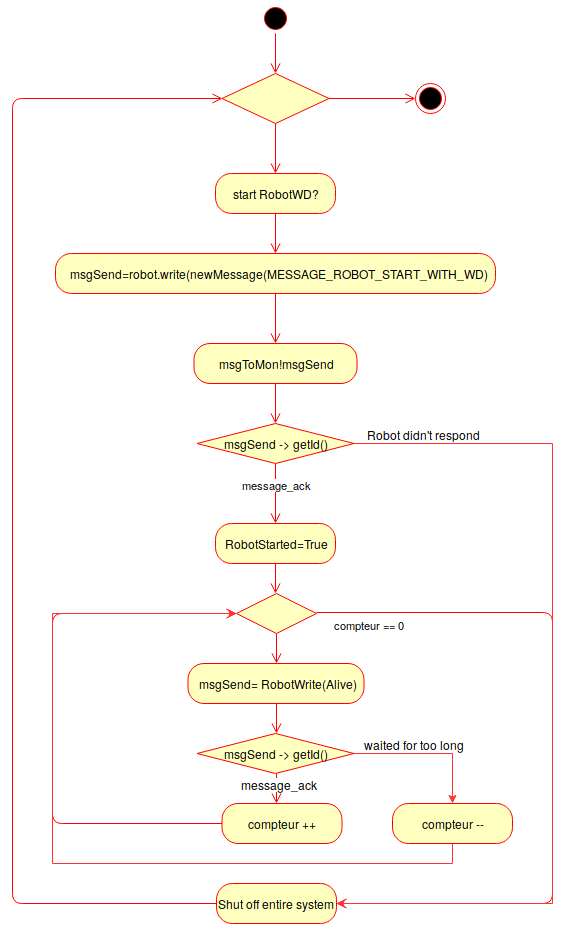 start RobotWD?
msgSend=robot.write(newMessage(MESSAGE_ROBOT_START_WITH_WD)
msgToMon!msgSend
msgSend -> getId()
Robot didn't respond
message_ack
RobotStarted=True
compteur == 0
msgSend= RobotWrite(Alive)
msgSend -> getId()
waited for too long
message_ack
compteur ++
compteur --
Shut off entire system